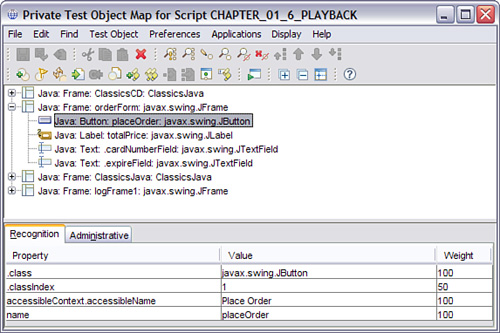 Private Test Object Map for Script CHAPTER_01_6_PLAYBACK
File Edit Find Test Object Preferences Applications Display Help
Java: Frame: ClassicsCD: ClassicsJava
Java: Frame: orderForm: javax.swing.JFrame
Java: Button: placeOrder: javax.swing.JButton
Java: Label: totalPrice: javax.swing.JLabel
Java: Text: .cardNumberField: javax.swing.JTextField
Java: Text: .expireField: javax.swing.JTextField
Java: Frame: ClassicsJava: ClassicsJava
Java: Frame: logFrame1: javax.swing.JFrame
Recognition Administrative
Property Value Weight
.class javax.swing.JButton 100
.classIndex 1 50
accessibleContext.accessibleName Place Order 100
name placeOrder 100